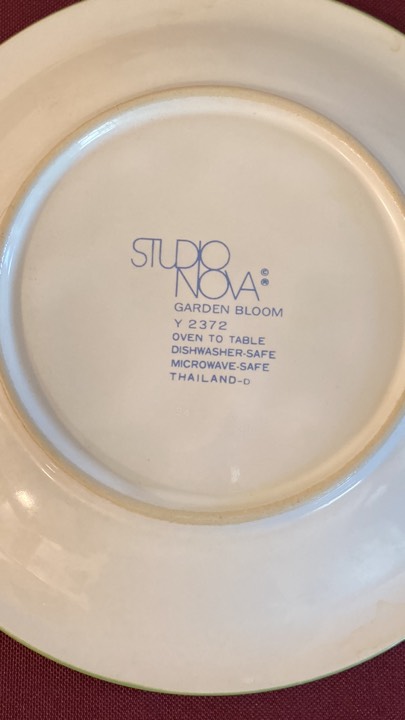 STUDIO
NOVA © ®
GARDEN BLOOM
Y 2372
OVEN TO TABLE
DISHWASHER-SAFE
MICROWAVE-SAFE
THAILAND-D